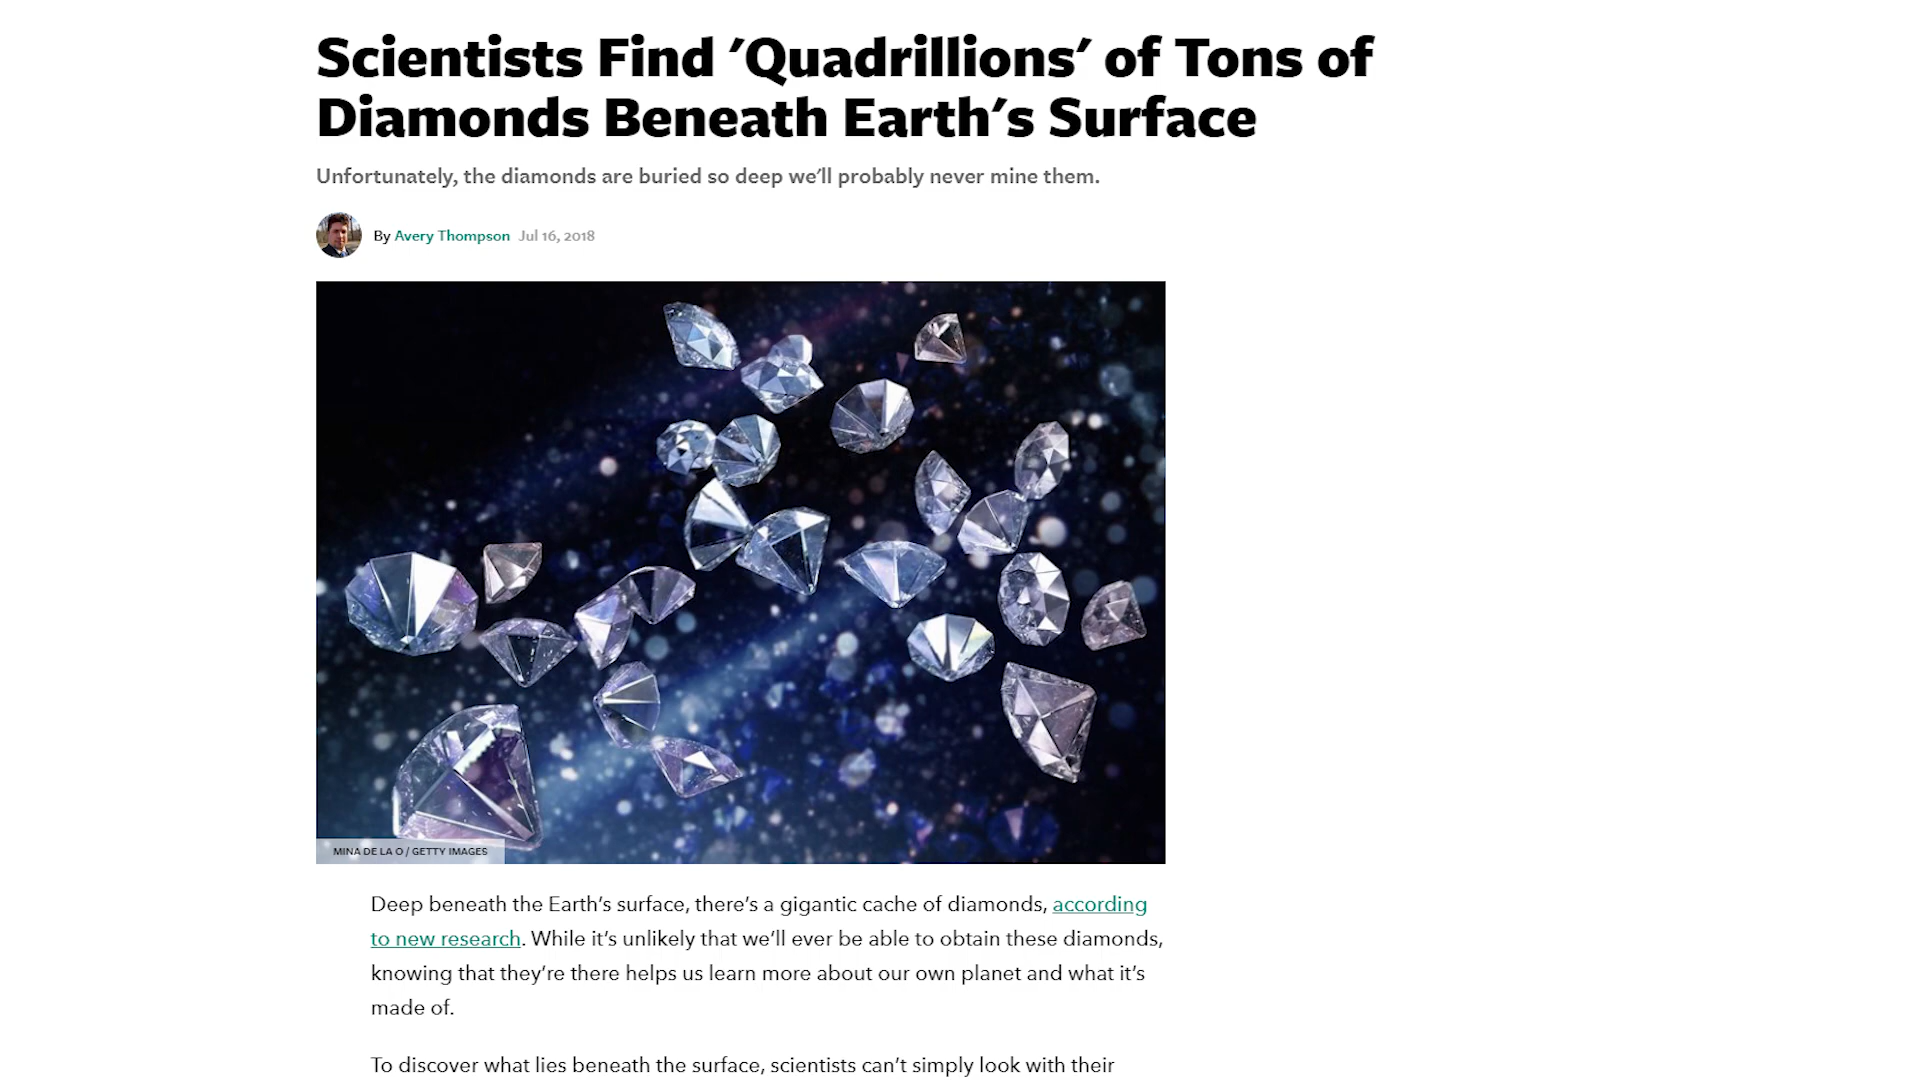 Scientists Find 'Quadrillions' of Tons of
Diamonds Beneath Earth's Surface
Unfortunately, the diamonds are buried so deep we'll probably never mine them.
By Avery Thompson Jul 16, 2018
MINA DE LA O / GETTY IMAGES
Deep beneath the Earth's surface, there's a gigantic cache of diamonds, according
to new research. While it's unlikely that we'll ever be able to obtain these diamonds,
knowing that they're there helps us learn more about our own planet and what it's
made of.
To discover what lies beneath the surface, scientists can't simply look with their